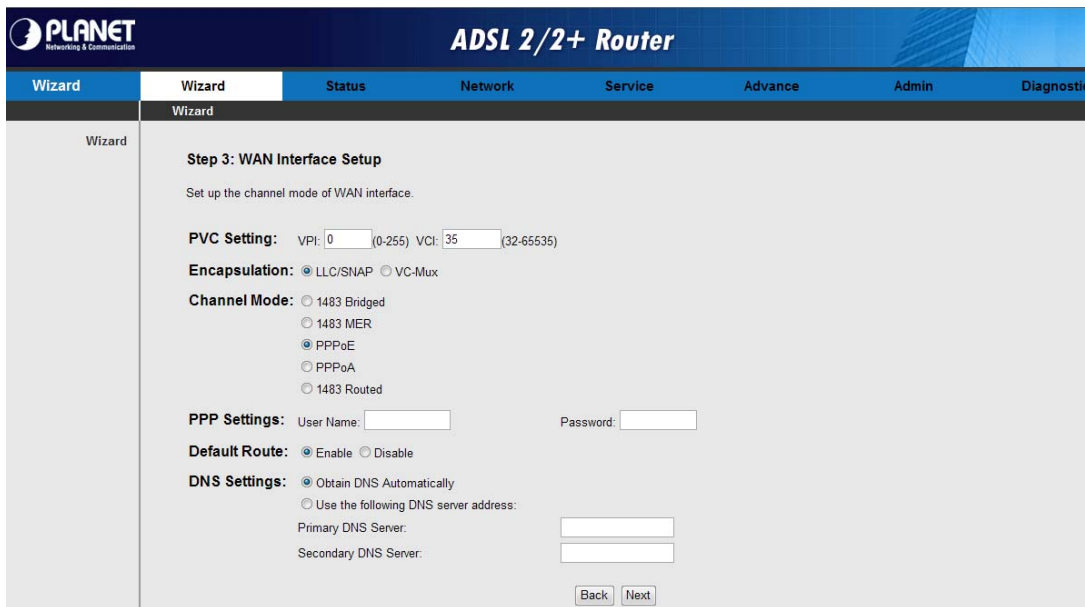 PLANET
Networking & Communication
ADSL 2/2+ Router
Wizard Wizard Status Network Service Advance Admin Diagnosti
Wizard
Wizard
Step 3: WAN Interface Setup
Set up the channel mode of WAN interface.
PVC Setting: VPI: 0 (0-255) VCI: 35 (32-65535)
Encapsulation: LLC/SNAP VC-Mux
Channel Mode: 1483 Bridged
1483 MER
PPPoE
PPPoA
1483 Routed
PPP Settings: User Name: Password:
Default Route: Enable Disable
DNS Settings: Obtain DNS Automatically
Use the following DNS server address:
Primary DNS Server:
Secondary DNS Server:
Back Next